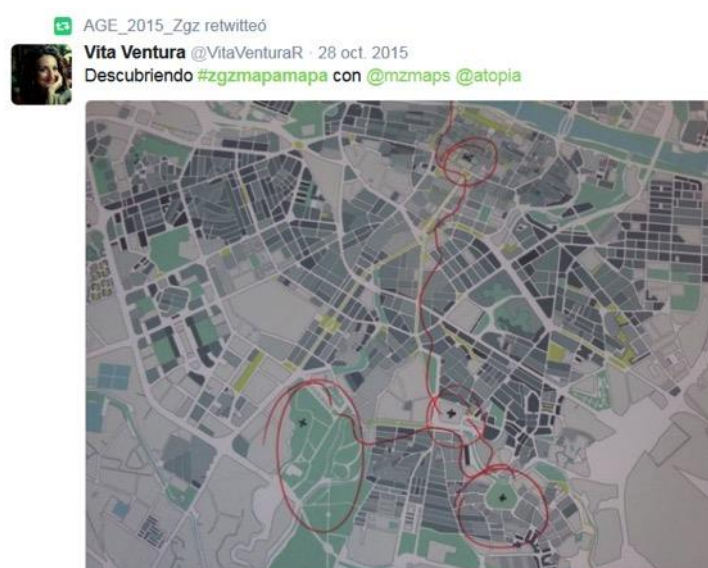 AGE_2015_Zgz retwitteó
Vita Ventura @VitaVenturaR · 28 oct. 2015
Descubriendo #zgzmapamapa con @mzmaps @atopia